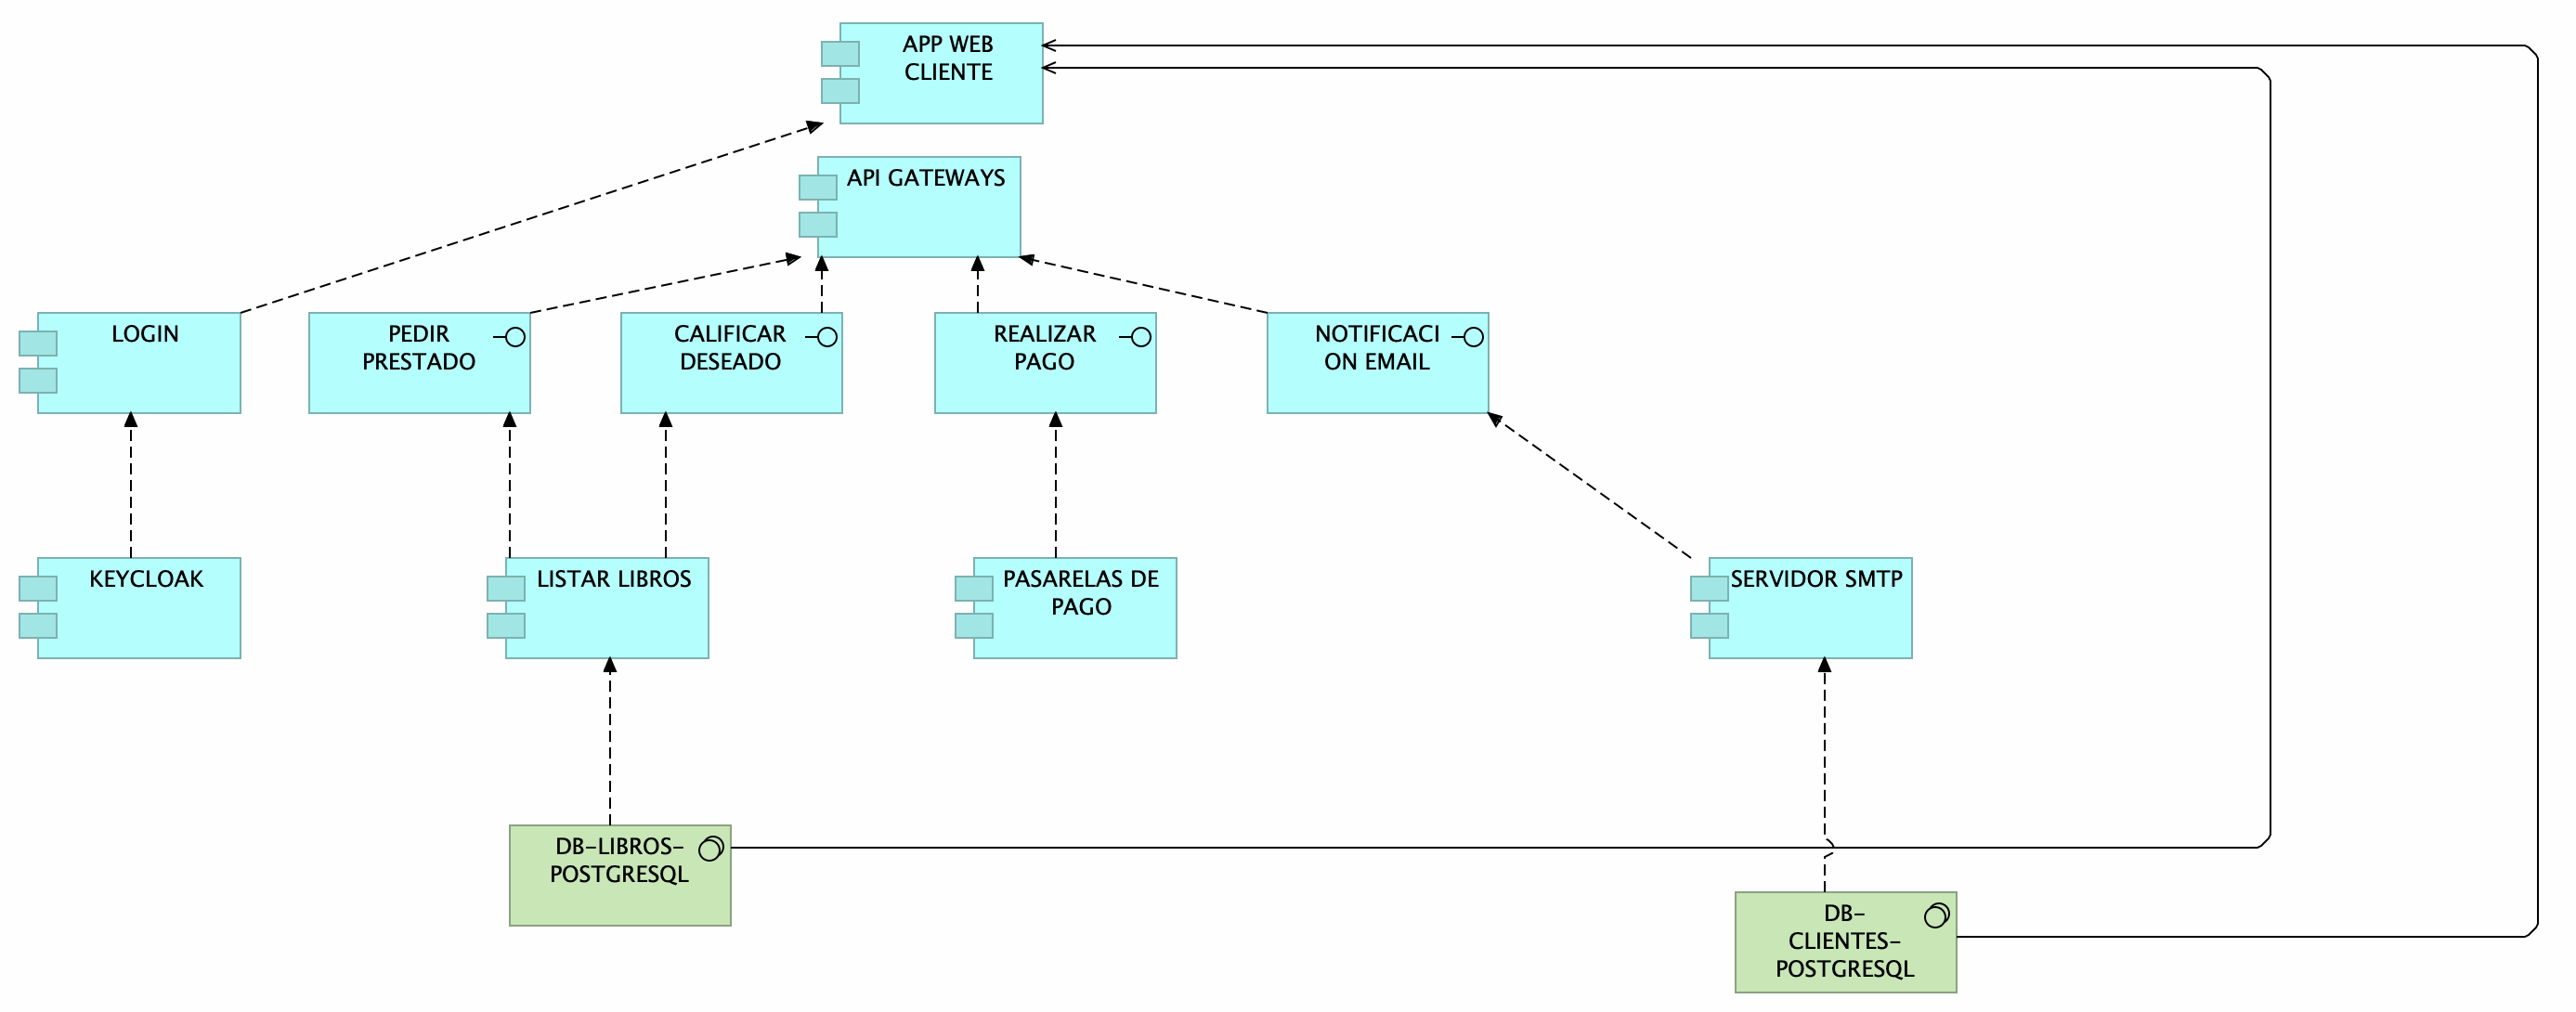 APP WEB
CLIENTE
API GATEWAYS
LOGIN
PEDIR
PRESTADO
CALIFICAR
DESEADO
REALIZAR
PAGO
NOTIFICACI
ON EMAIL
KEYCLOAK
LISTAR LIBROS
PASARELAS DE
PAGO
SERVIDOR SMTP
DB-LIBROS-
POSTGRESQL
DB-
CLIENTES-
POSTGRESQL